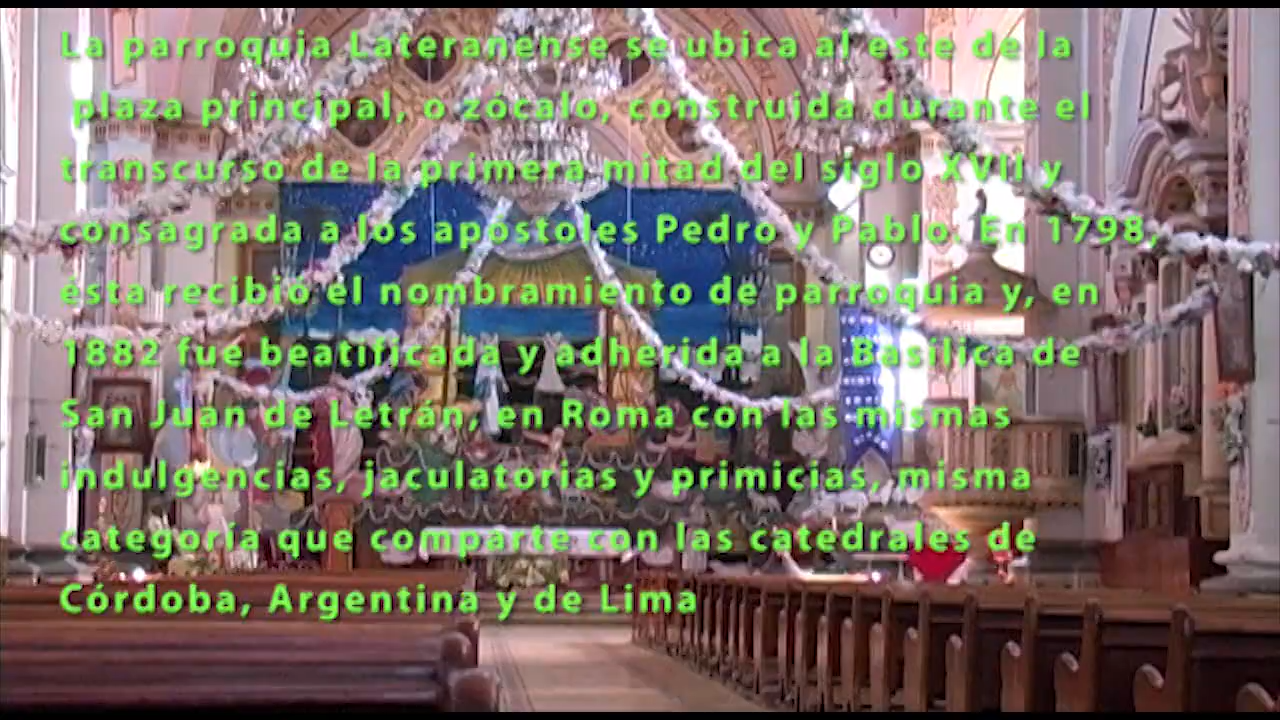 La parroquia Lateranense se ubica al este de la
plaza principal, o zócalo, construida durante el
transcurso de la primera mitad del siglo XVII y
consagrada a los apóstoles Pedro y Pablo. En 1798,
ésta recibió el nombramiento de parroquia y, en
1882 fue beatificada y adherida a la Basílica de
San Juan de Letrán, en Roma con las mismas
indulgencias, jaculatorias y primicias, misma
categoría que comparte con las catedrales de
Córdoba, Argentina y de Lima